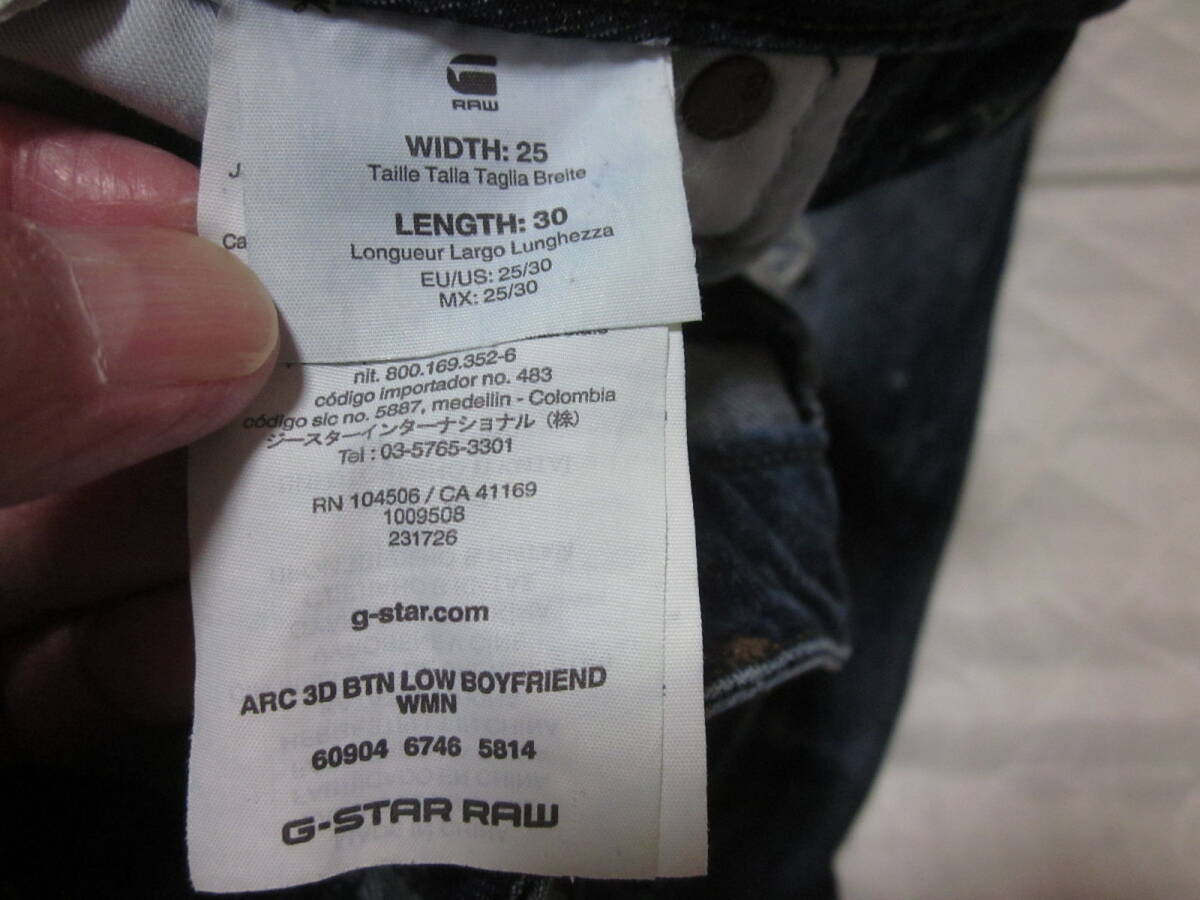 RAW
WIDTH: 25
Taille Talla Taglia Breite
LENGTH: 30
Longueur Largo Lunghezza
EU/US: 25/30
MX: 25/30
J
Ca
nit. 800.169.352-6
código importador no. 483
código sic no. 5887, medellin - Colombia
ジースターインターナショナル（株）
Tel : 03-5765-3301
RN 104506 / CA 41169
1009508
231726
g-star.com
ARC 3D BTN LOW BOYFRIEND
WMN
60904 6746 5814
G-STAR RAW